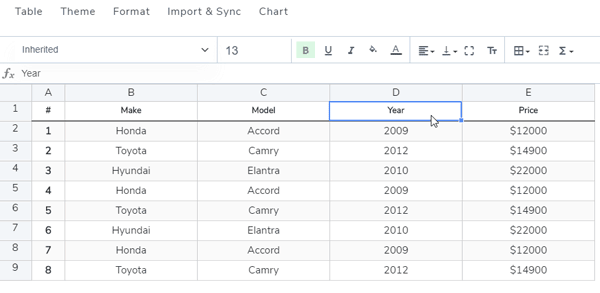 Table Theme Format Import & Sync Chart
Inherited 13 B U I A Tт Σ
fx Year
A B C D E
1 # Make Model Year Price
2 1 Honda Accord 2009 $12000
3 2 Toyota Camry 2012 $14900
4 3 Hyundai Elantra 2010 $22000
5 4 Honda Accord 2009 $12000
6 5 Toyota Camry 2012 $14900
7 6 Hyundai Elantra 2010 $22000
8 7 Honda Accord 2009 $12000
9 8 Toyota Camry 2012 $14900